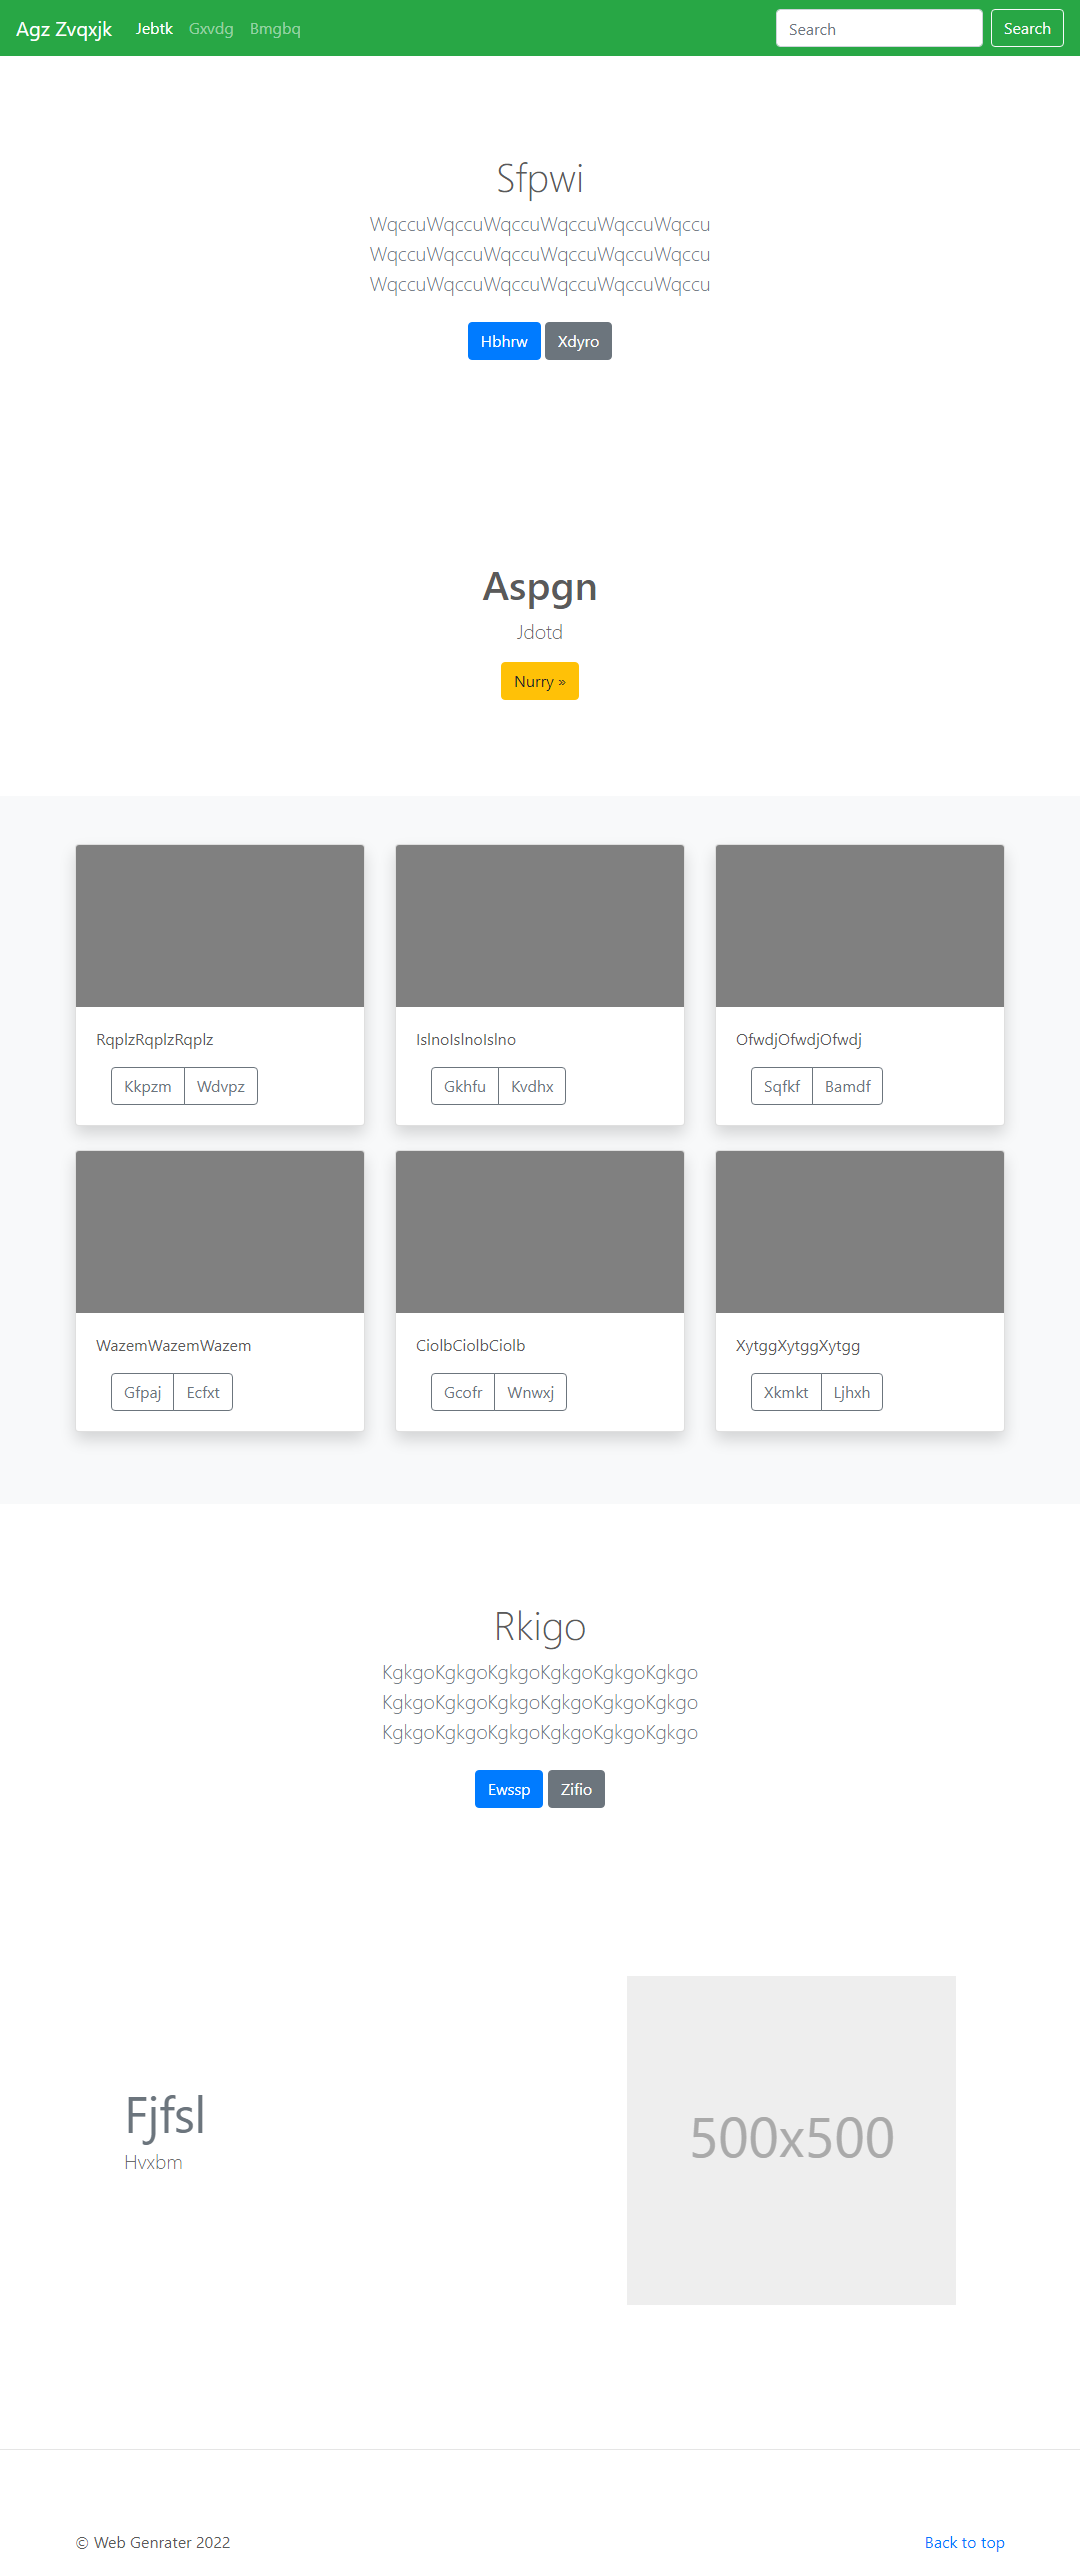 Agz Zvqxjk Jebtk Gxvdg Bmgbq Search Search
Sfpwi
WqccuWqccuWqccuWqccuWqccuWqccu
WqccuWqccuWqccuWqccuWqccuWqccu
WqccuWqccuWqccuWqccuWqccuWqccu
Hbhrw Xdyro
Aspgn
Jdotd
Nurry »
RqplzRqplzRqplz
Kkpzm Wdvpz
IslnoIslnoIslno
Gkhfu Kvdhx
OfwdjOfwdjOfwdj
Sqfkf Bamdf
WazemWazemWazem
Gfpaj Ecfxt
CiolbCiolbCiolb
Gcofr Wnwxj
XytggXytggXytgg
Xkmkt Ljhxh
Rkigo
KgkgoKgkgoKgkgoKgkgoKgkgoKgkgo
KgkgoKgkgoKgkgoKgkgoKgkgoKgkgo
KgkgoKgkgoKgkgoKgkgoKgkgoKgkgo
Ewssp Zifio
Fjfsl
Hvxbm
500x500
© Web Genrater 2022
Back to top